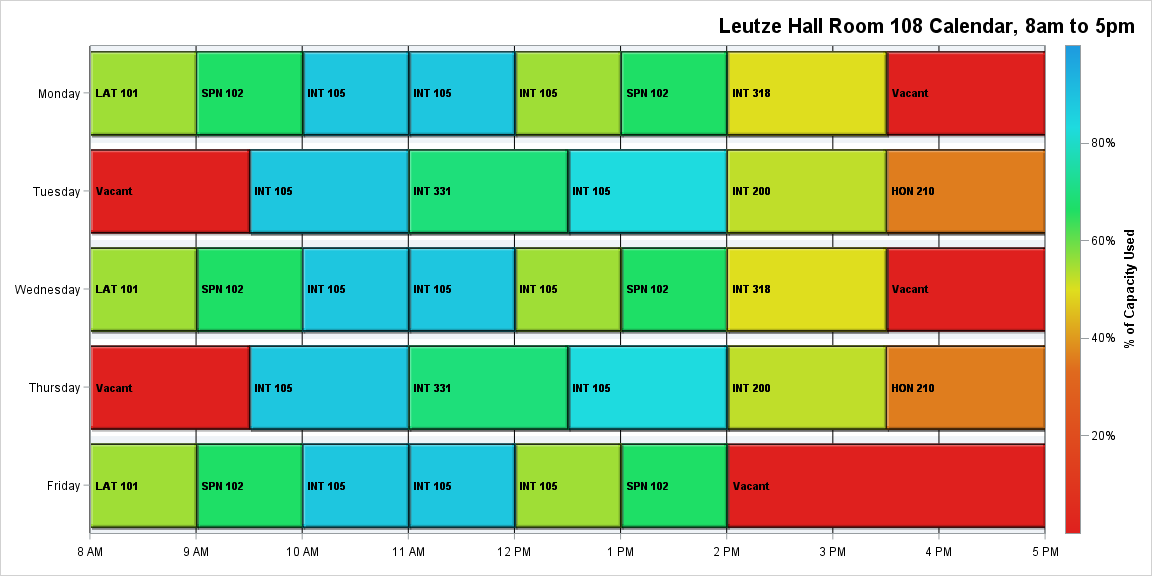 Leutze Hall Room 108 Calendar, 8am to 5pm
Monday LAT 101 SPN 102 INT 105 INT 105 INT 105 SPN 102 INT 318 Vacant
80%
Tuesday Vacant INT 105 INT 331 INT 105 INT 200 HON 210
60%
Wednesday LAT 101 SPN 102 INT 105 INT 105 INT 105 SPN 102 INT 318 Vacant
% of Capacity Used
40%
Thursday Vacant INT 105 INT 331 INT 105 INT 200 HON 210
20%
Friday LAT 101 SPN 102 INT 105 INT 105 INT 105 SPN 102 Vacant
8 AM 9 AM 10 AM 11 AM 12 PM 1 PM 2 PM 3 PM 4 PM 5 PM